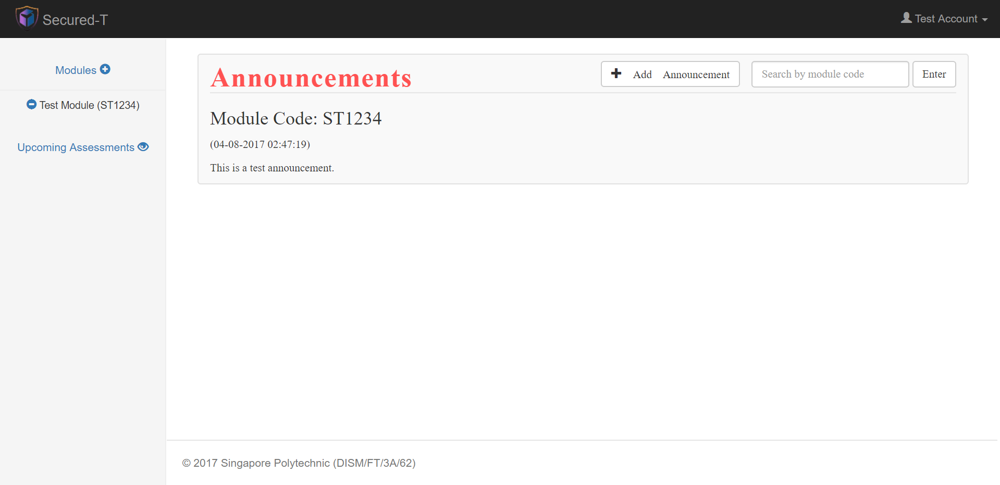 Secured-T
Test Account
Modules
Test Module (ST1234)
Upcoming Assessments
Announcements
Add Announcement
Search by module code
Enter
Module Code: ST1234
(04-08-2017 02:47:19)
This is a test announcement.
© 2017 Singapore Polytechnic (DISM/FT/3A/62)